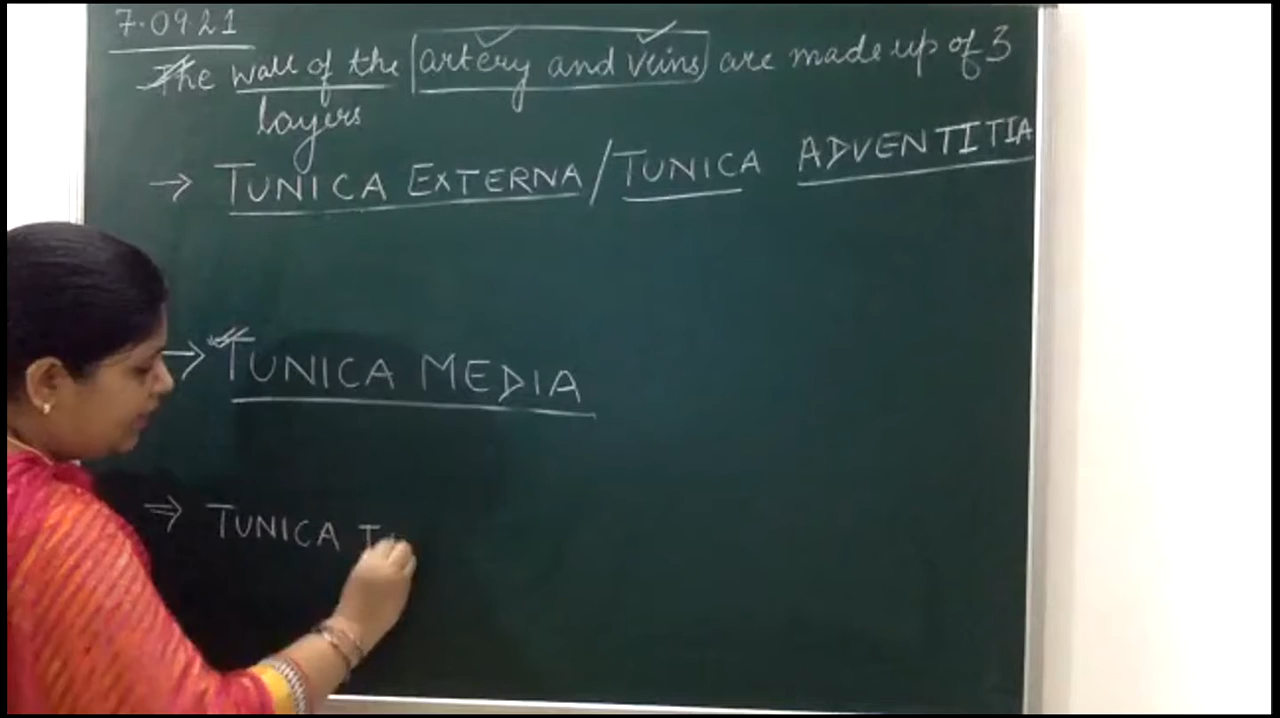 7.09.21
The wall of the artery and veins are made up of 3
layers
→ TUNICA EXTERNA/TUNICA ADVENTITIA
→ TUNICA MEDIA
⇒ TUNICA